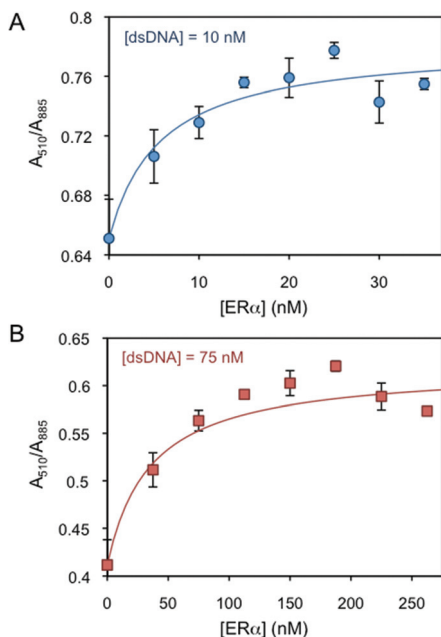 A
[dsDNA] = 10 nM
0.8
0.76
0.72
0.68
0.64
A510/A885
0 10 20 30
[ERα] (nM)
B
[dsDNA] = 75 nM
0.65
0.6
0.55
0.5
0.45
0.4
A510/A885
0 50 100 150 200 250
[ERα] (nM)